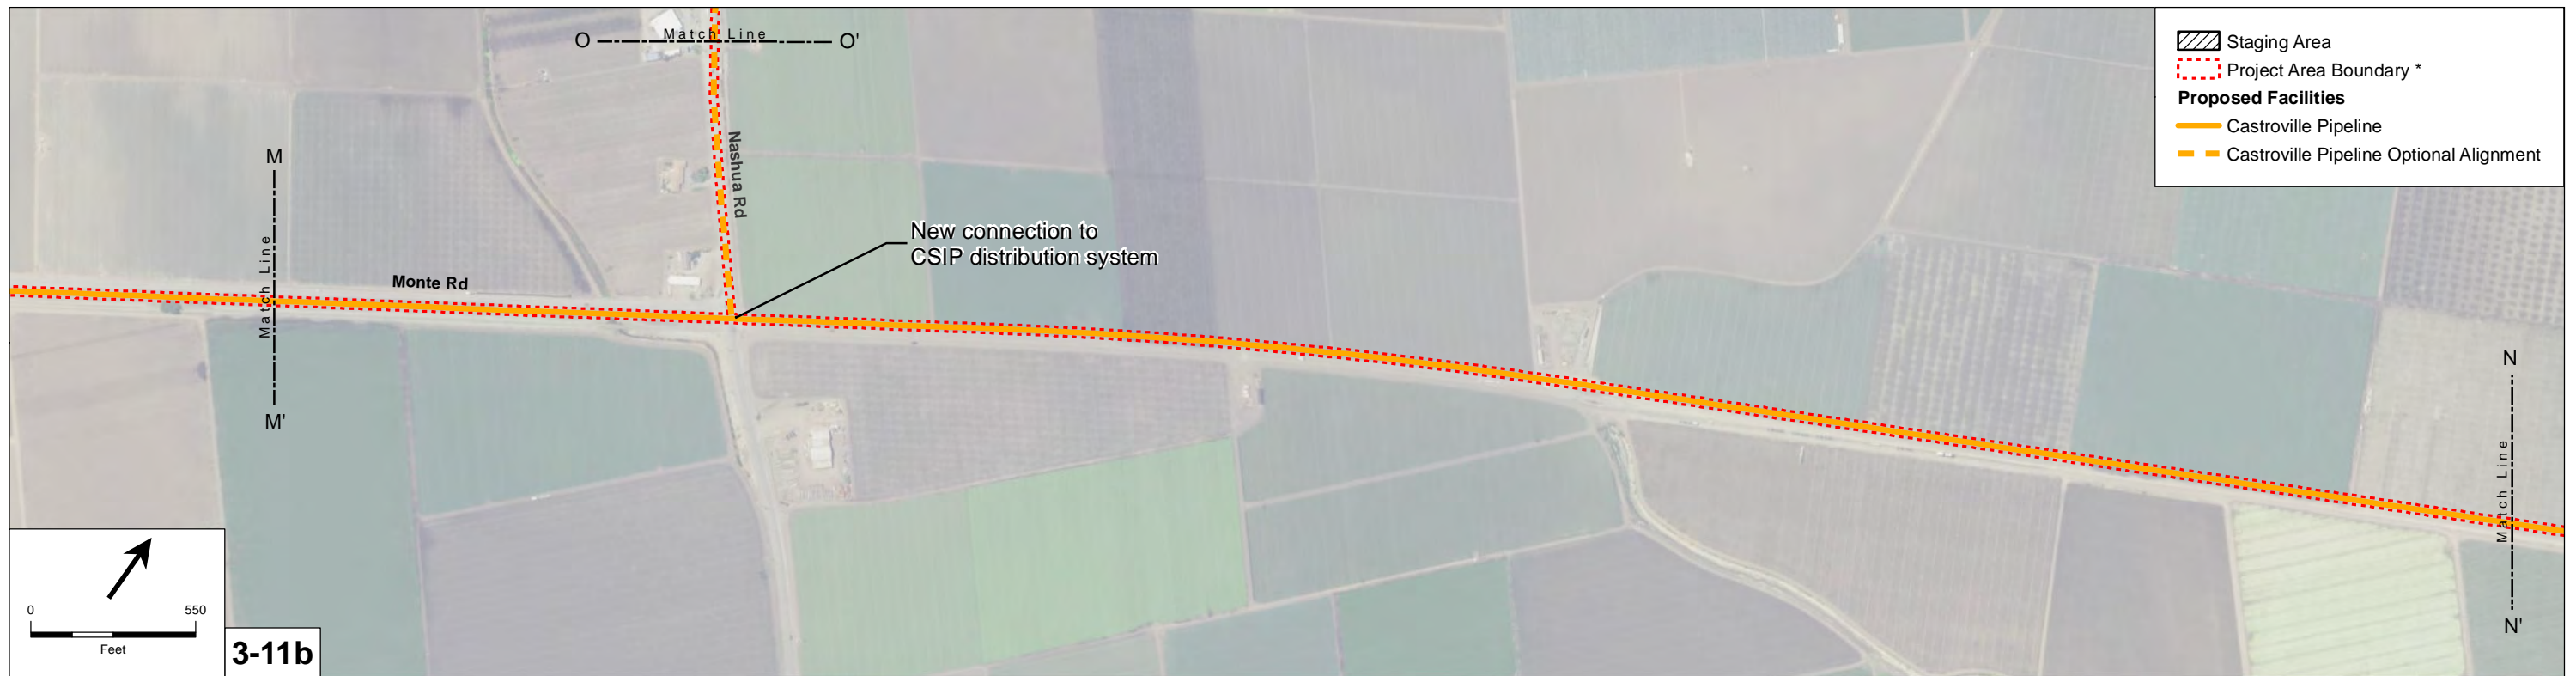 O
Match Line
O'
Staging Area
Project Area Boundary *
Proposed Facilities
Castroville Pipeline
Castroville Pipeline Optional Alignment
Nashua Rd
M
Match Line
M'
Monte Rd
New connection to
CSIP distribution system
N
Match Line
N'
0 550
Feet
3-11b